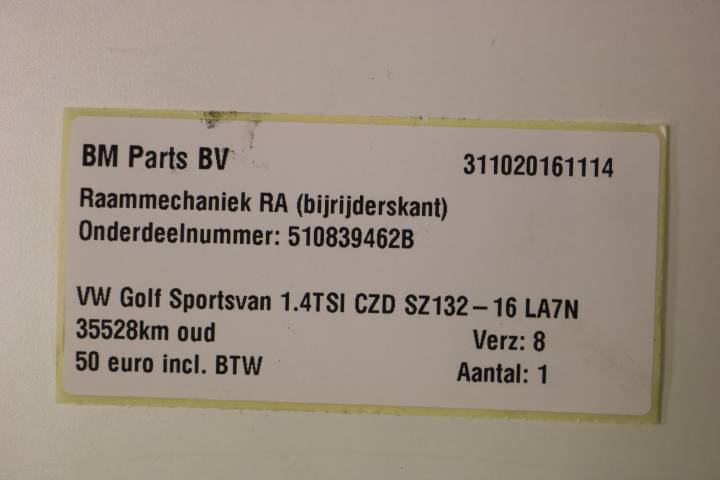 BM Parts BV 311020161114
Raammechaniek RA (bijrijderskant)
Onderdeelnummer: 510839462B
VW Golf Sportsvan 1.4TSI CZD SZ132-16 LA7N
35528km oud Verz: 8
50 euro incl. BTW Aantal: 1